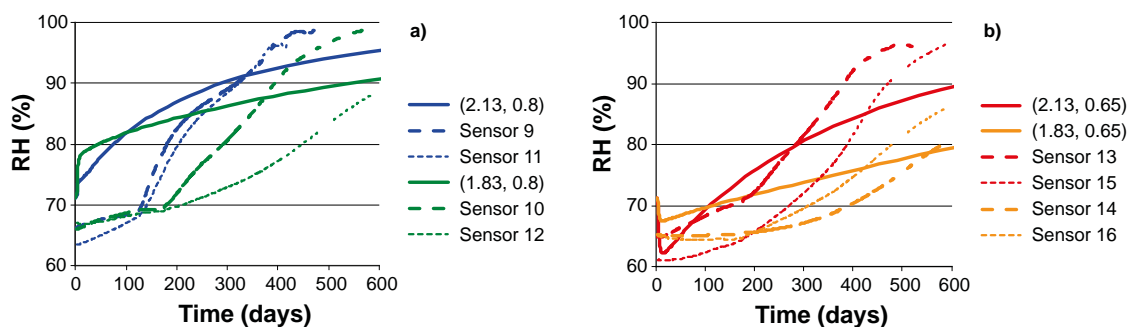 a)
RH (%)
100
90
80
70
60
0 100 200 300 400 500 600
Time (days)
(2.13, 0.8)
Sensor 9
Sensor 11
(1.83, 0.8)
Sensor 10
Sensor 12
b)
RH (%)
100
90
80
70
60
0 100 200 300 400 500 600
Time (days)
(2.13, 0.65)
(1.83, 0.65)
Sensor 13
Sensor 15
Sensor 14
Sensor 16